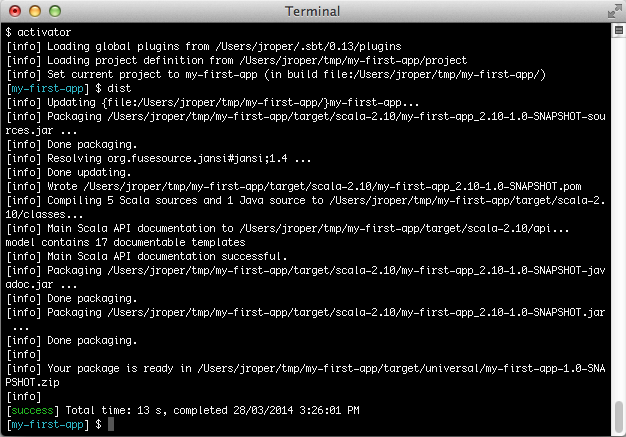 Terminal
$ activator
[info] Loading global plugins from /Users/jroper/.sbt/0.13/plugins
[info] Loading project definition from /Users/jroper/tmp/my-first-app/project
[info] Set current project to my-first-app (in build file:/Users/jroper/tmp/my-first-app/)
[my-first-app] $ dist
[info] Updating {file:/Users/jroper/tmp/my-first-app/}my-first-app...
[info] Packaging /Users/jroper/tmp/my-first-app/target/scala-2.10/my-first-app_2.10-1.0-SNAPSHOT-sou
rces.jar ...
[info] Done packaging.
[info] Resolving org.fusesource.jansi#jansi;1.4 ...
[info] Done updating.
[info] Wrote /Users/jroper/tmp/my-first-app/target/scala-2.10/my-first-app_2.10-1.0-SNAPSHOT.pom
[info] Compiling 5 Scala sources and 1 Java source to /Users/jroper/tmp/my-first-app/target/scala-2.
10/classes...
[info] Main Scala API documentation to /Users/jroper/tmp/my-first-app/target/scala-2.10/api...
model contains 17 documentable templates
[info] Main Scala API documentation successful.
[info] Packaging /Users/jroper/tmp/my-first-app/target/scala-2.10/my-first-app_2.10-1.0-SNAPSHOT-jav
adoc.jar ...
[info] Done packaging.
[info] Packaging /Users/jroper/tmp/my-first-app/target/scala-2.10/my-first-app_2.10-1.0-SNAPSHOT.jar
 ...
[info] Done packaging.
[info]
[info] Your package is ready in /Users/jroper/tmp/my-first-app/target/universal/my-first-app-1.0-SNA
PSHOT.zip
[info]
[success] Total time: 13 s, completed 28/03/2014 3:26:01 PM
[my-first-app] $